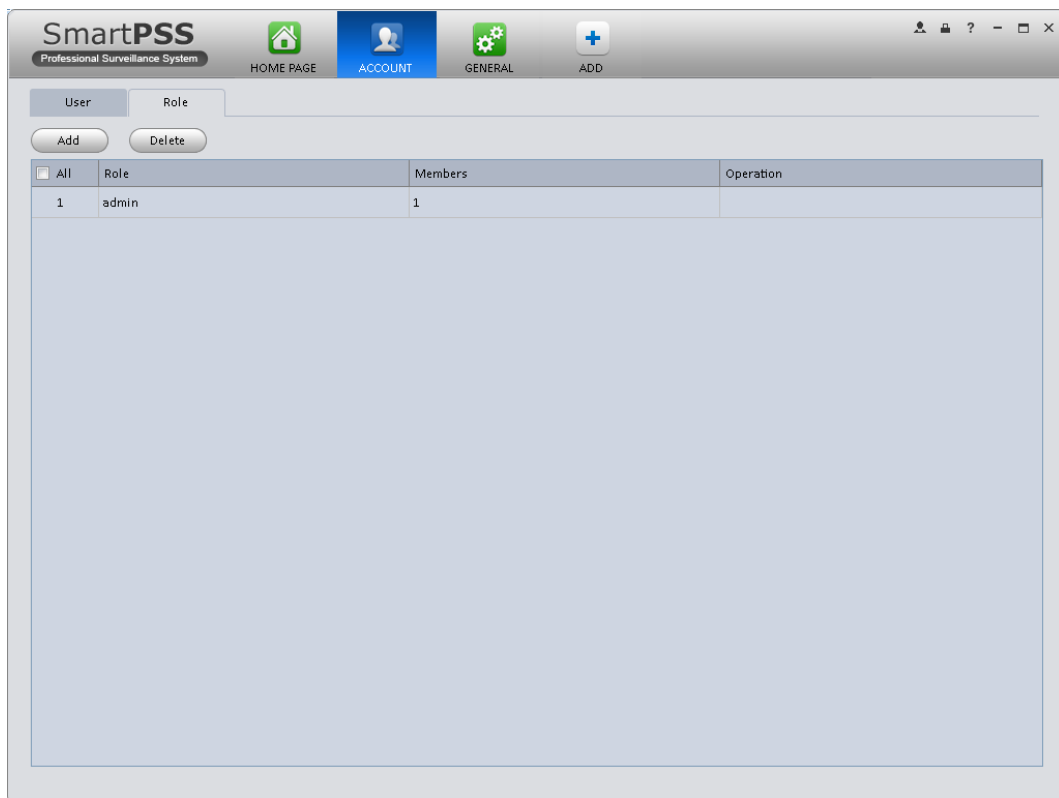 SmartPSS
Professional Surveillance System
HOME PAGE
ACCOUNT
GENERAL
ADD
?
User
Role
Add
Delete
All Role Members Operation
1 admin 1